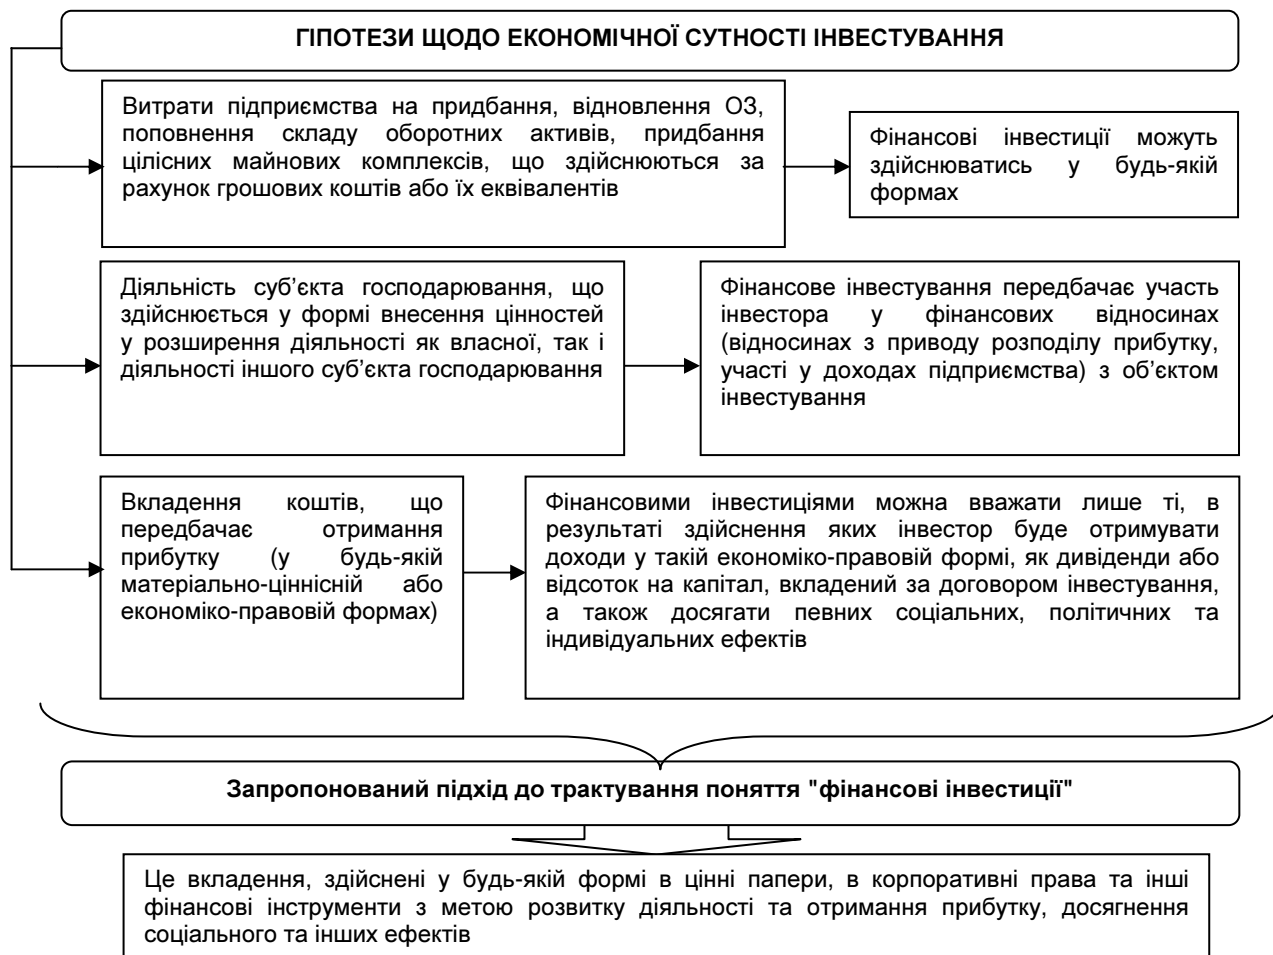 ГІПОТЕЗИ ЩОДО ЕКОНОМІЧНОЇ СУТНОСТІ ІНВЕСТУВАННЯ
Витрати підприємства на придбання, відновлення ОЗ,
поповнення складу оборотних активів, придбання
цілісних майнових комплексів, що здійснюються за
рахунок грошових коштів або їх еквівалентів
Фінансові інвестиції можуть
здійснюватись у будь-якій
формах
Діяльність суб’єкта господарювання, що
здійснюється у формі внесення цінностей
у розширення діяльності як власної, так і
діяльності іншого суб’єкта господарювання
Фінансове інвестування передбачає участь
інвестора у фінансових відносинах
(відносинах з приводу розподілу прибутку,
участі у доходах підприємства) з об’єктом
інвестування
Вкладення коштів, що
передбачає отримання
прибутку (у будь-якій
матеріально-ціннісній або
економіко-правовій формах)
Фінансовими інвестиціями можна вважати лише ті, в
результаті здійснення яких інвестор буде отримувати
доходи у такій економіко-правовій формі, як дивіденди або
відсоток на капітал, вкладений за договором інвестування,
а також досягати певних соціальних, політичних та
індивідуальних ефектів
Запропонований підхід до трактування поняття "фінансові інвестиції"
Це вкладення, здійснені у будь-якій формі в цінні папери, в корпоративні права та інші
фінансові інструменти з метою розвитку діяльності та отримання прибутку, досягнення
соціального та інших ефектів